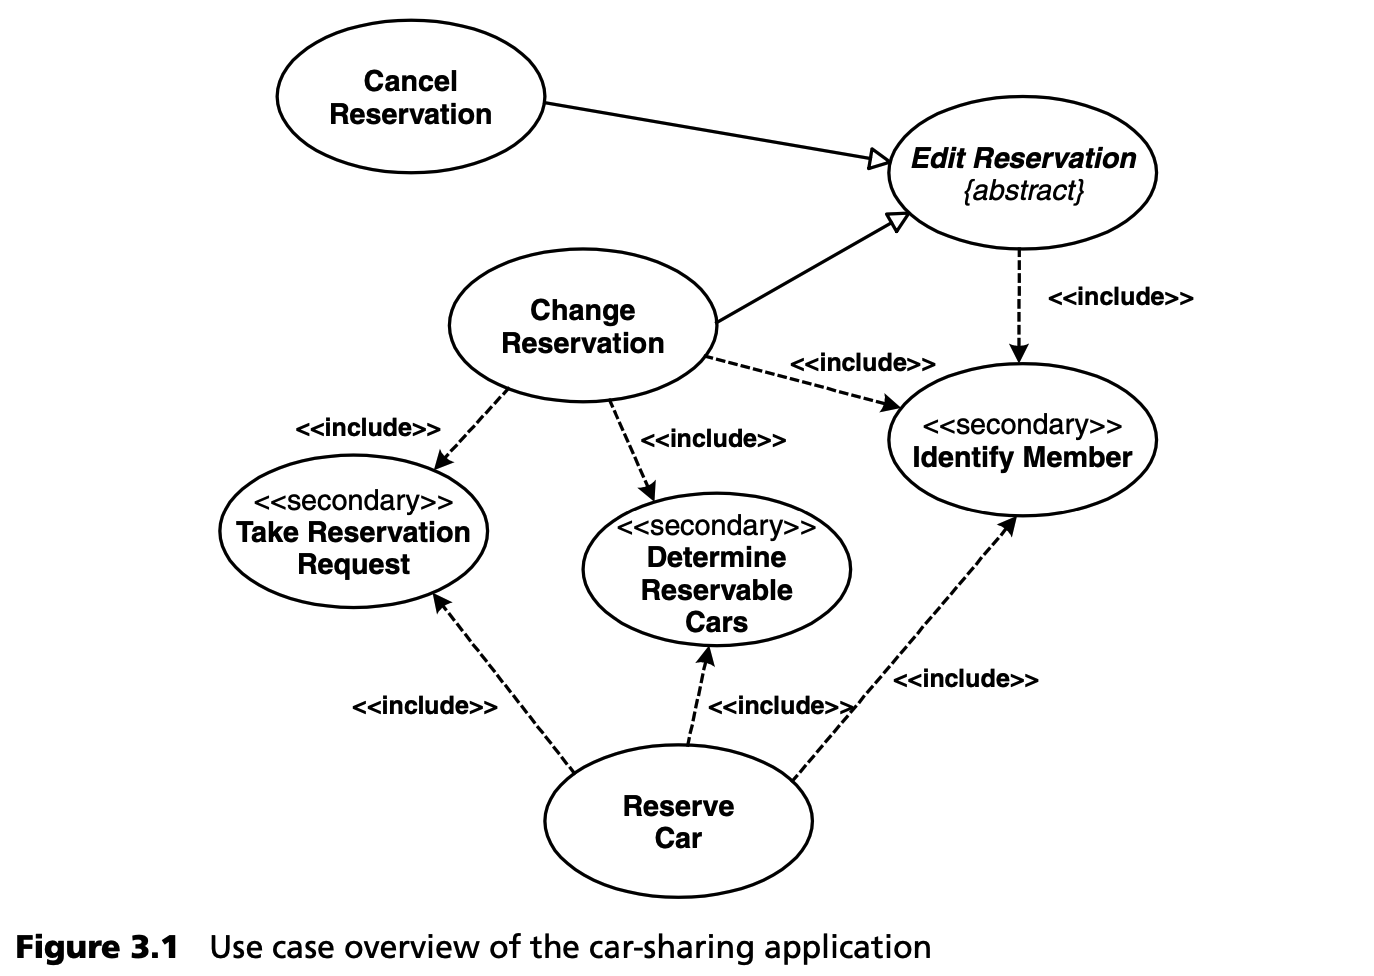 Cancel
Reservation
Edit Reservation
{abstract}
<<include>>
Change
Reservation
<<include>>
<<include>>
<<include>>
<<secondary>>
Identify Member
<<secondary>>
Take Reservation
Request
<<secondary>>
Determine
Reservable
Cars
<<include>>
<<include>>
<<include>>
Reserve
Car
Figure 3.1 Use case overview of the car-sharing application